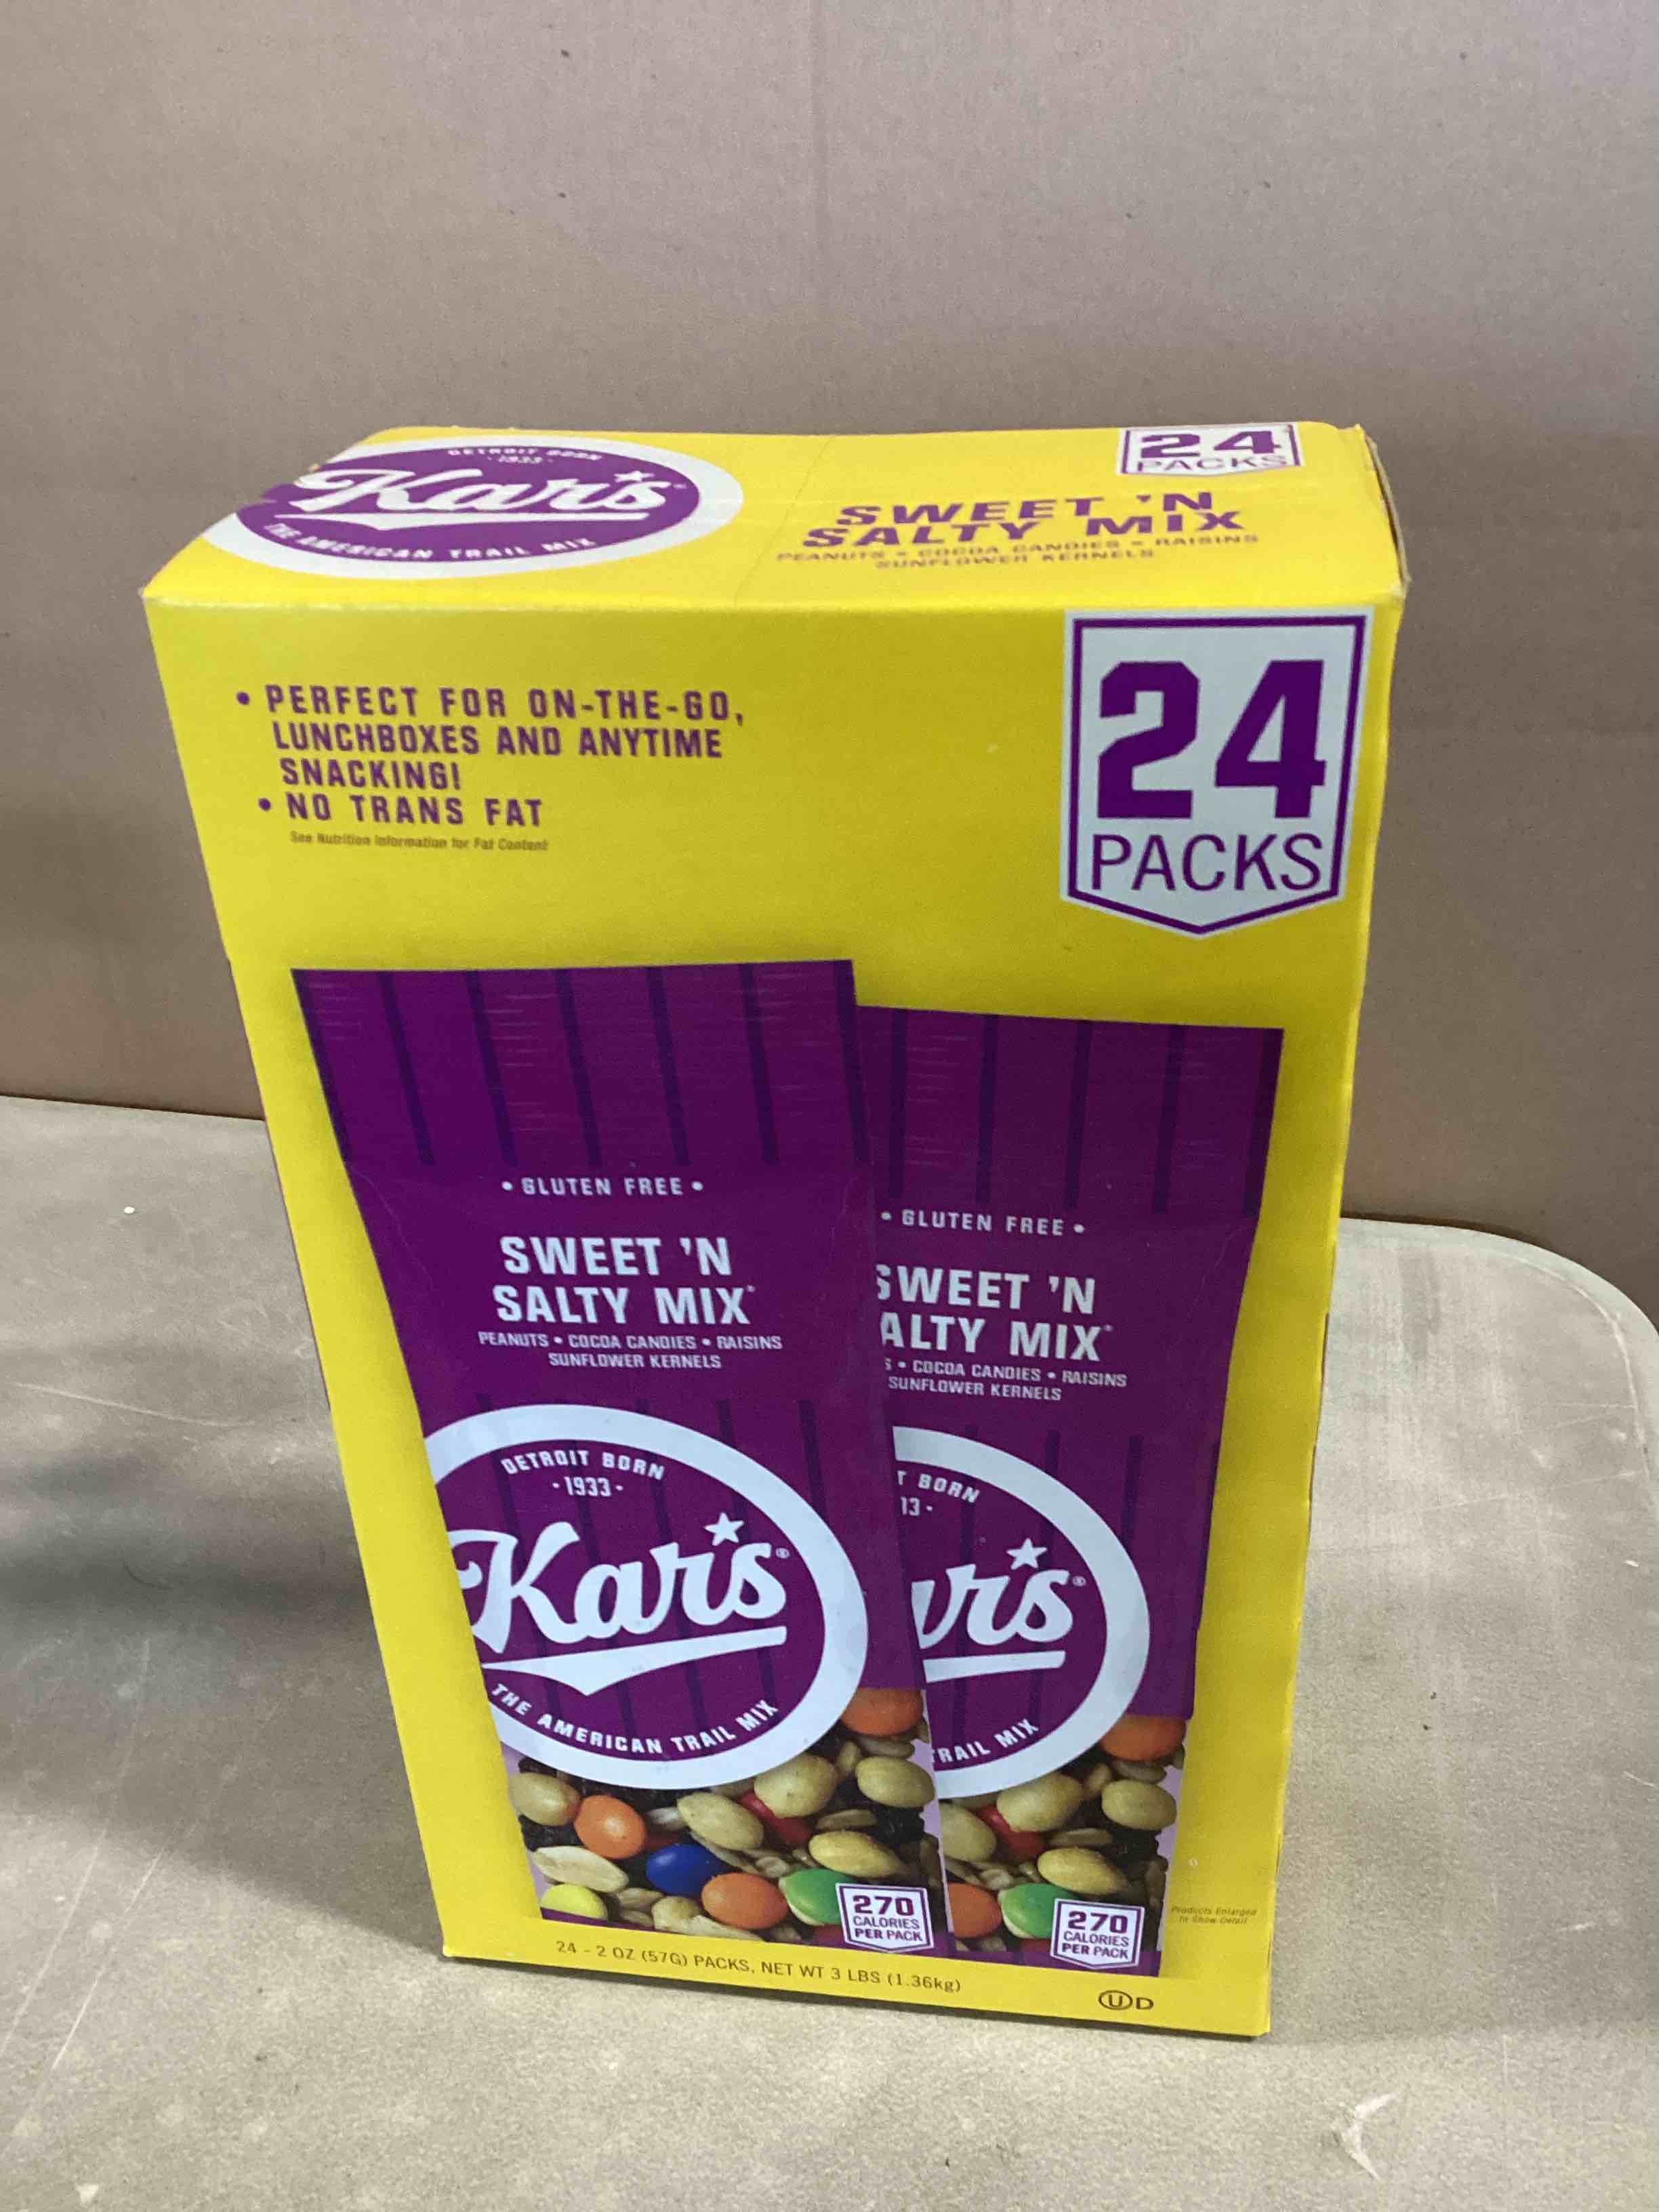 DETROIT BORN
· 1933 ·
Kar's
THE AMERICAN TRAIL MIX
24
PACKS
SWEET 'N
SALTY MIX
PEANUTS • COCOA CANDIES • RAISINS
SUNFLOWER KERNELS
• PERFECT FOR ON-THE-GO,
LUNCHBOXES AND ANYTIME
SNACKING!
• NO TRANS FAT
See Nutrition Information for Fat Content
24
PACKS
• GLUTEN FREE •
SWEET 'N
SALTY MIX
PEANUTS • COCOA CANDIES • RAISINS
SUNFLOWER KERNELS
DETROIT BORN
· 1933 ·
Kar's®
THE AMERICAN TRAIL MIX
270
CALORIES
PER PACK
• GLUTEN FREE •
SWEET 'N
ALTY MIX
S • COCOA CANDIES • RAISINS
SUNFLOWER KERNELS
T BORN
33 ·
ar's®
TRAIL MIX
270
CALORIES
PER PACK
Products Enlarged
to Show Detail
24 - 2 OZ (57G) PACKS, NET WT 3 LBS (1.36kg)
Ⓤ D